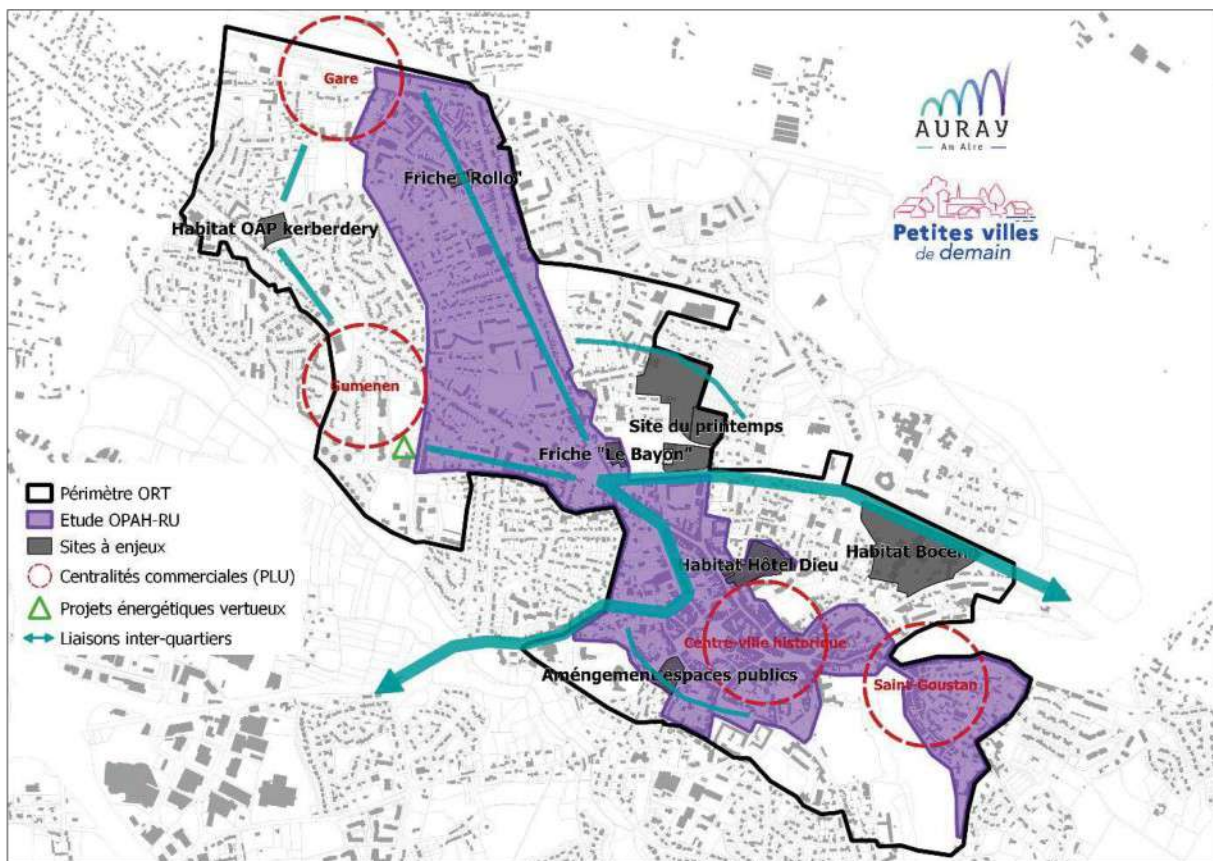 Gare
AURAY
An Alre
Friche "Rollo"
Petites villes
de demain
Habitat OAP kerberdery
Gumenen
Site du printemps
Friche "Le Bayon"
Périmètre ORT
Etude OPAH-RU
Sites à enjeux
Centralités commerciales (PLU)
Projets énergétiques vertueux
Liaisons inter-quartiers
Habitat Bocen
Habitat Hôtel Dieu
Centre-ville historique
Améngement espaces publics
Saint-Goustan